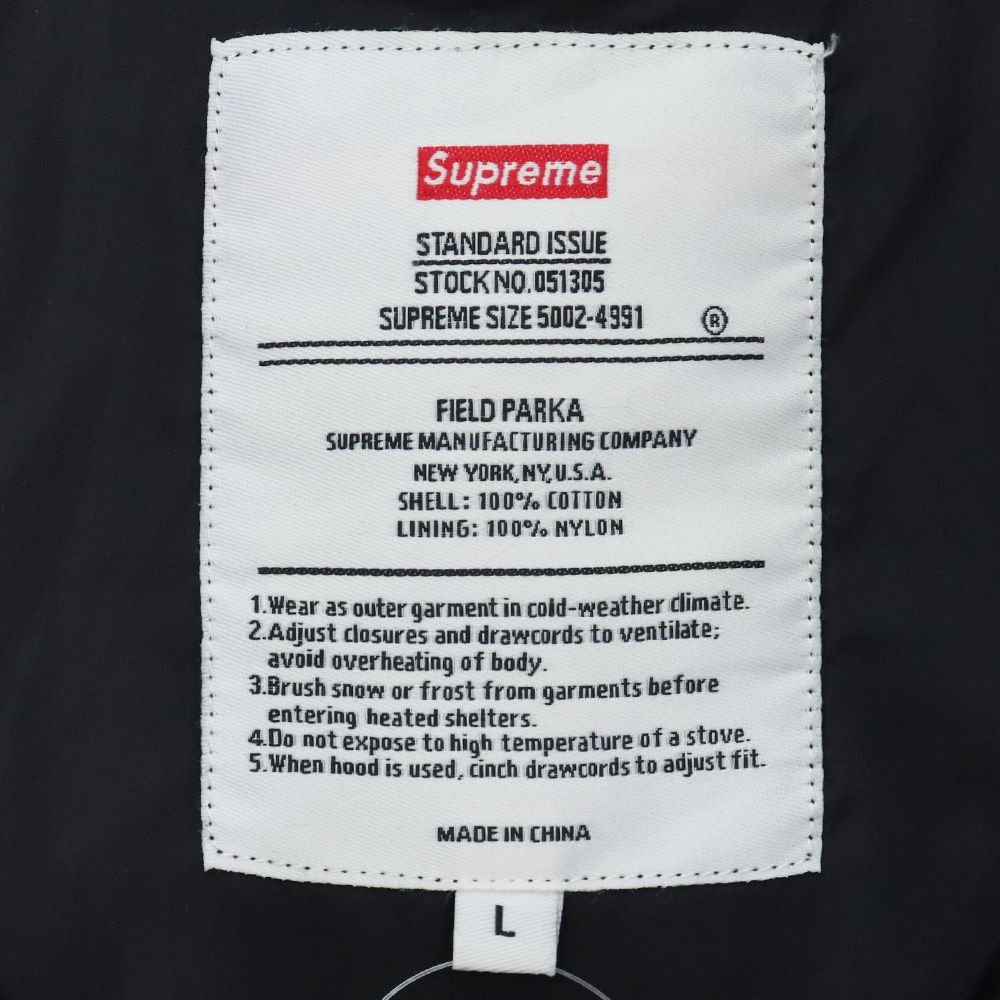 Supreme
STANDARD ISSUE
STOCK NO. 051305
SUPREME SIZE 5002-4991 ®
FIELD PARKA
SUPREME MANUFACTURING COMPANY
NEW YORK, NY, U.S.A.
SHELL: 100% COTTON
LINING: 100% NYLON
1.Wear as outer garment in cold-weather climate.
2.Adjust closures and drawcords to ventilate;
avoid overheating of body.
3.Brush snow or frost from garments before
entering heated shelters.
4.Do not expose to high temperature of a stove.
5.When hood is used, cinch drawcords to adjust fit.
MADE IN CHINA
L